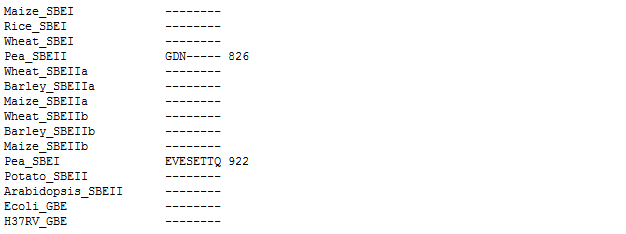 Maize_SBEI --------
Rice_SBEI --------
Wheat_SBEI --------
Pea_SBEII GDN----- 826
Wheat_SBEIIa --------
Barley_SBEIIa --------
Maize_SBEIIa --------
Wheat_SBEIIb --------
Barley_SBEIIb --------
Maize_SBEIIb --------
Pea_SBEI EVESETTQ 922
Potato_SBEII --------
Arabidopsis_SBEII --------
Ecoli_GBE --------
H37RV_GBE --------